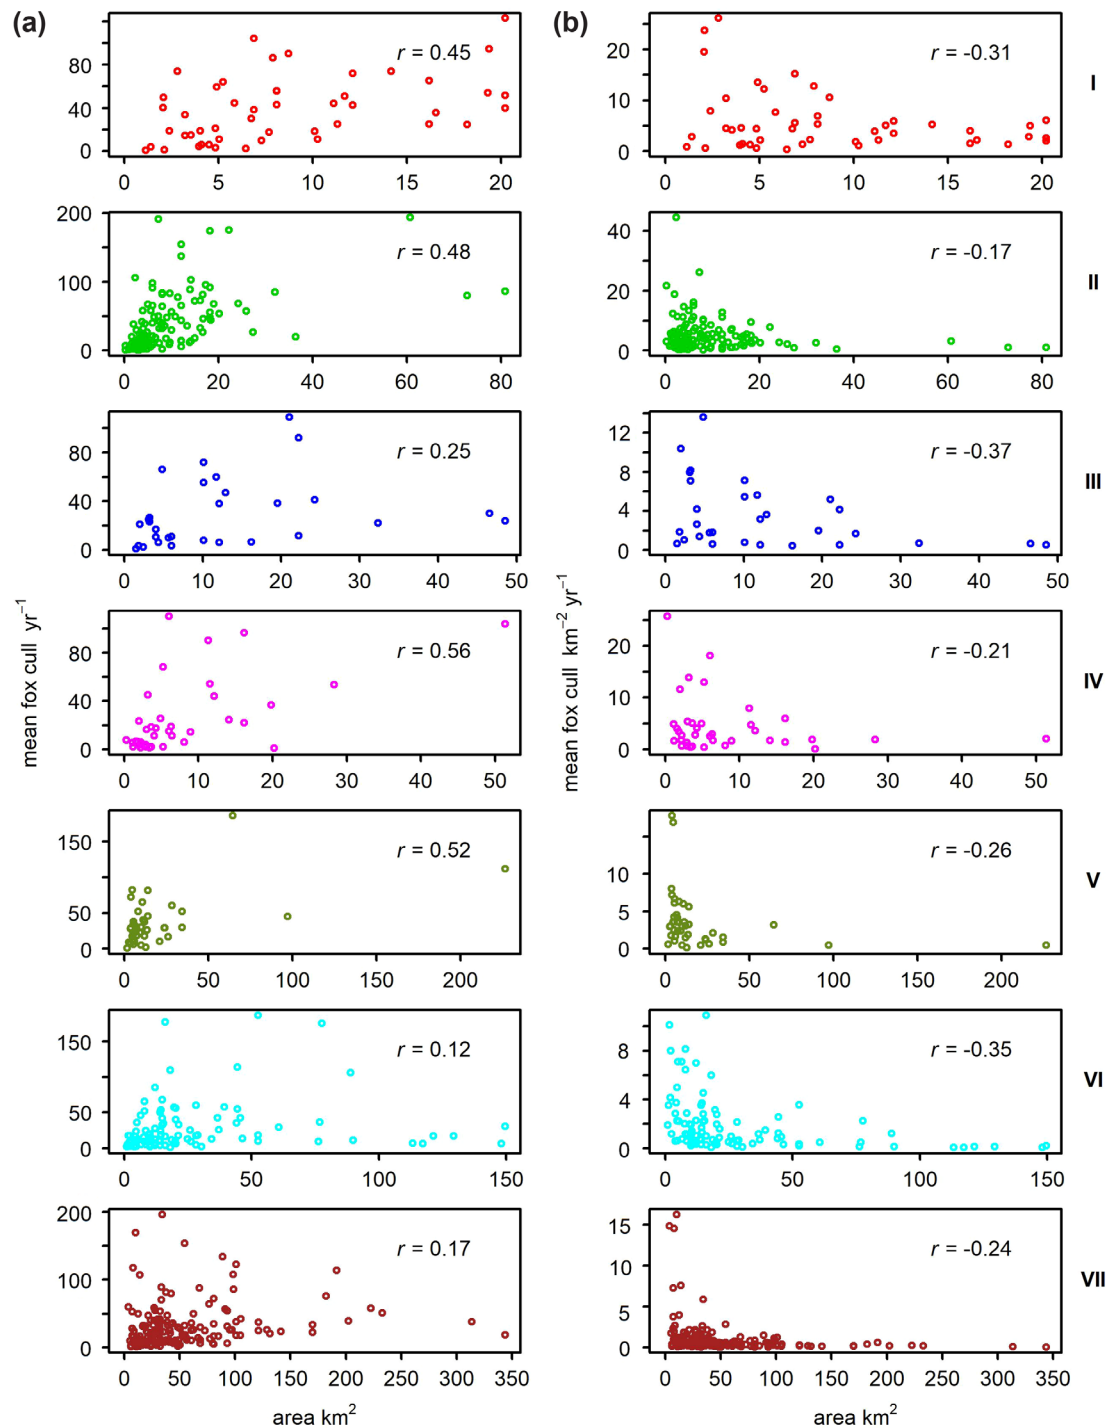 (a) (b)
r = 0.45 r = -0.31 I
0 40 80
0 10 20
0 5 10 15 20
0 5 10 15 20
r = 0.48 r = -0.17 II
0 100 200
0 20 40
0 20 40 60 80
0 20 40 60 80
r = 0.25 r = -0.37 III
0 40 80
0 4 8 12
0 10 20 30 40 50
0 10 20 30 40 50
mean fox cull yr⁻¹
mean fox cull km⁻² yr⁻¹
r = 0.56 r = -0.21 IV
0 40 80
0 10 20
0 10 20 30 40 50
0 10 20 30 40 50
r = 0.52 r = -0.26 V
0 50 150
0 5 10
0 50 100 150 200
0 50 100 150 200
r = 0.12 r = -0.35 VI
0 50 150
0 4 8
0 50 100 150
0 50 100 150
r = 0.17 r = -0.24 VII
0 100 200
0 5 10 15
0 50 100 150 200 250 300 350
0 50 100 150 200 250 300 350
area km² area km²